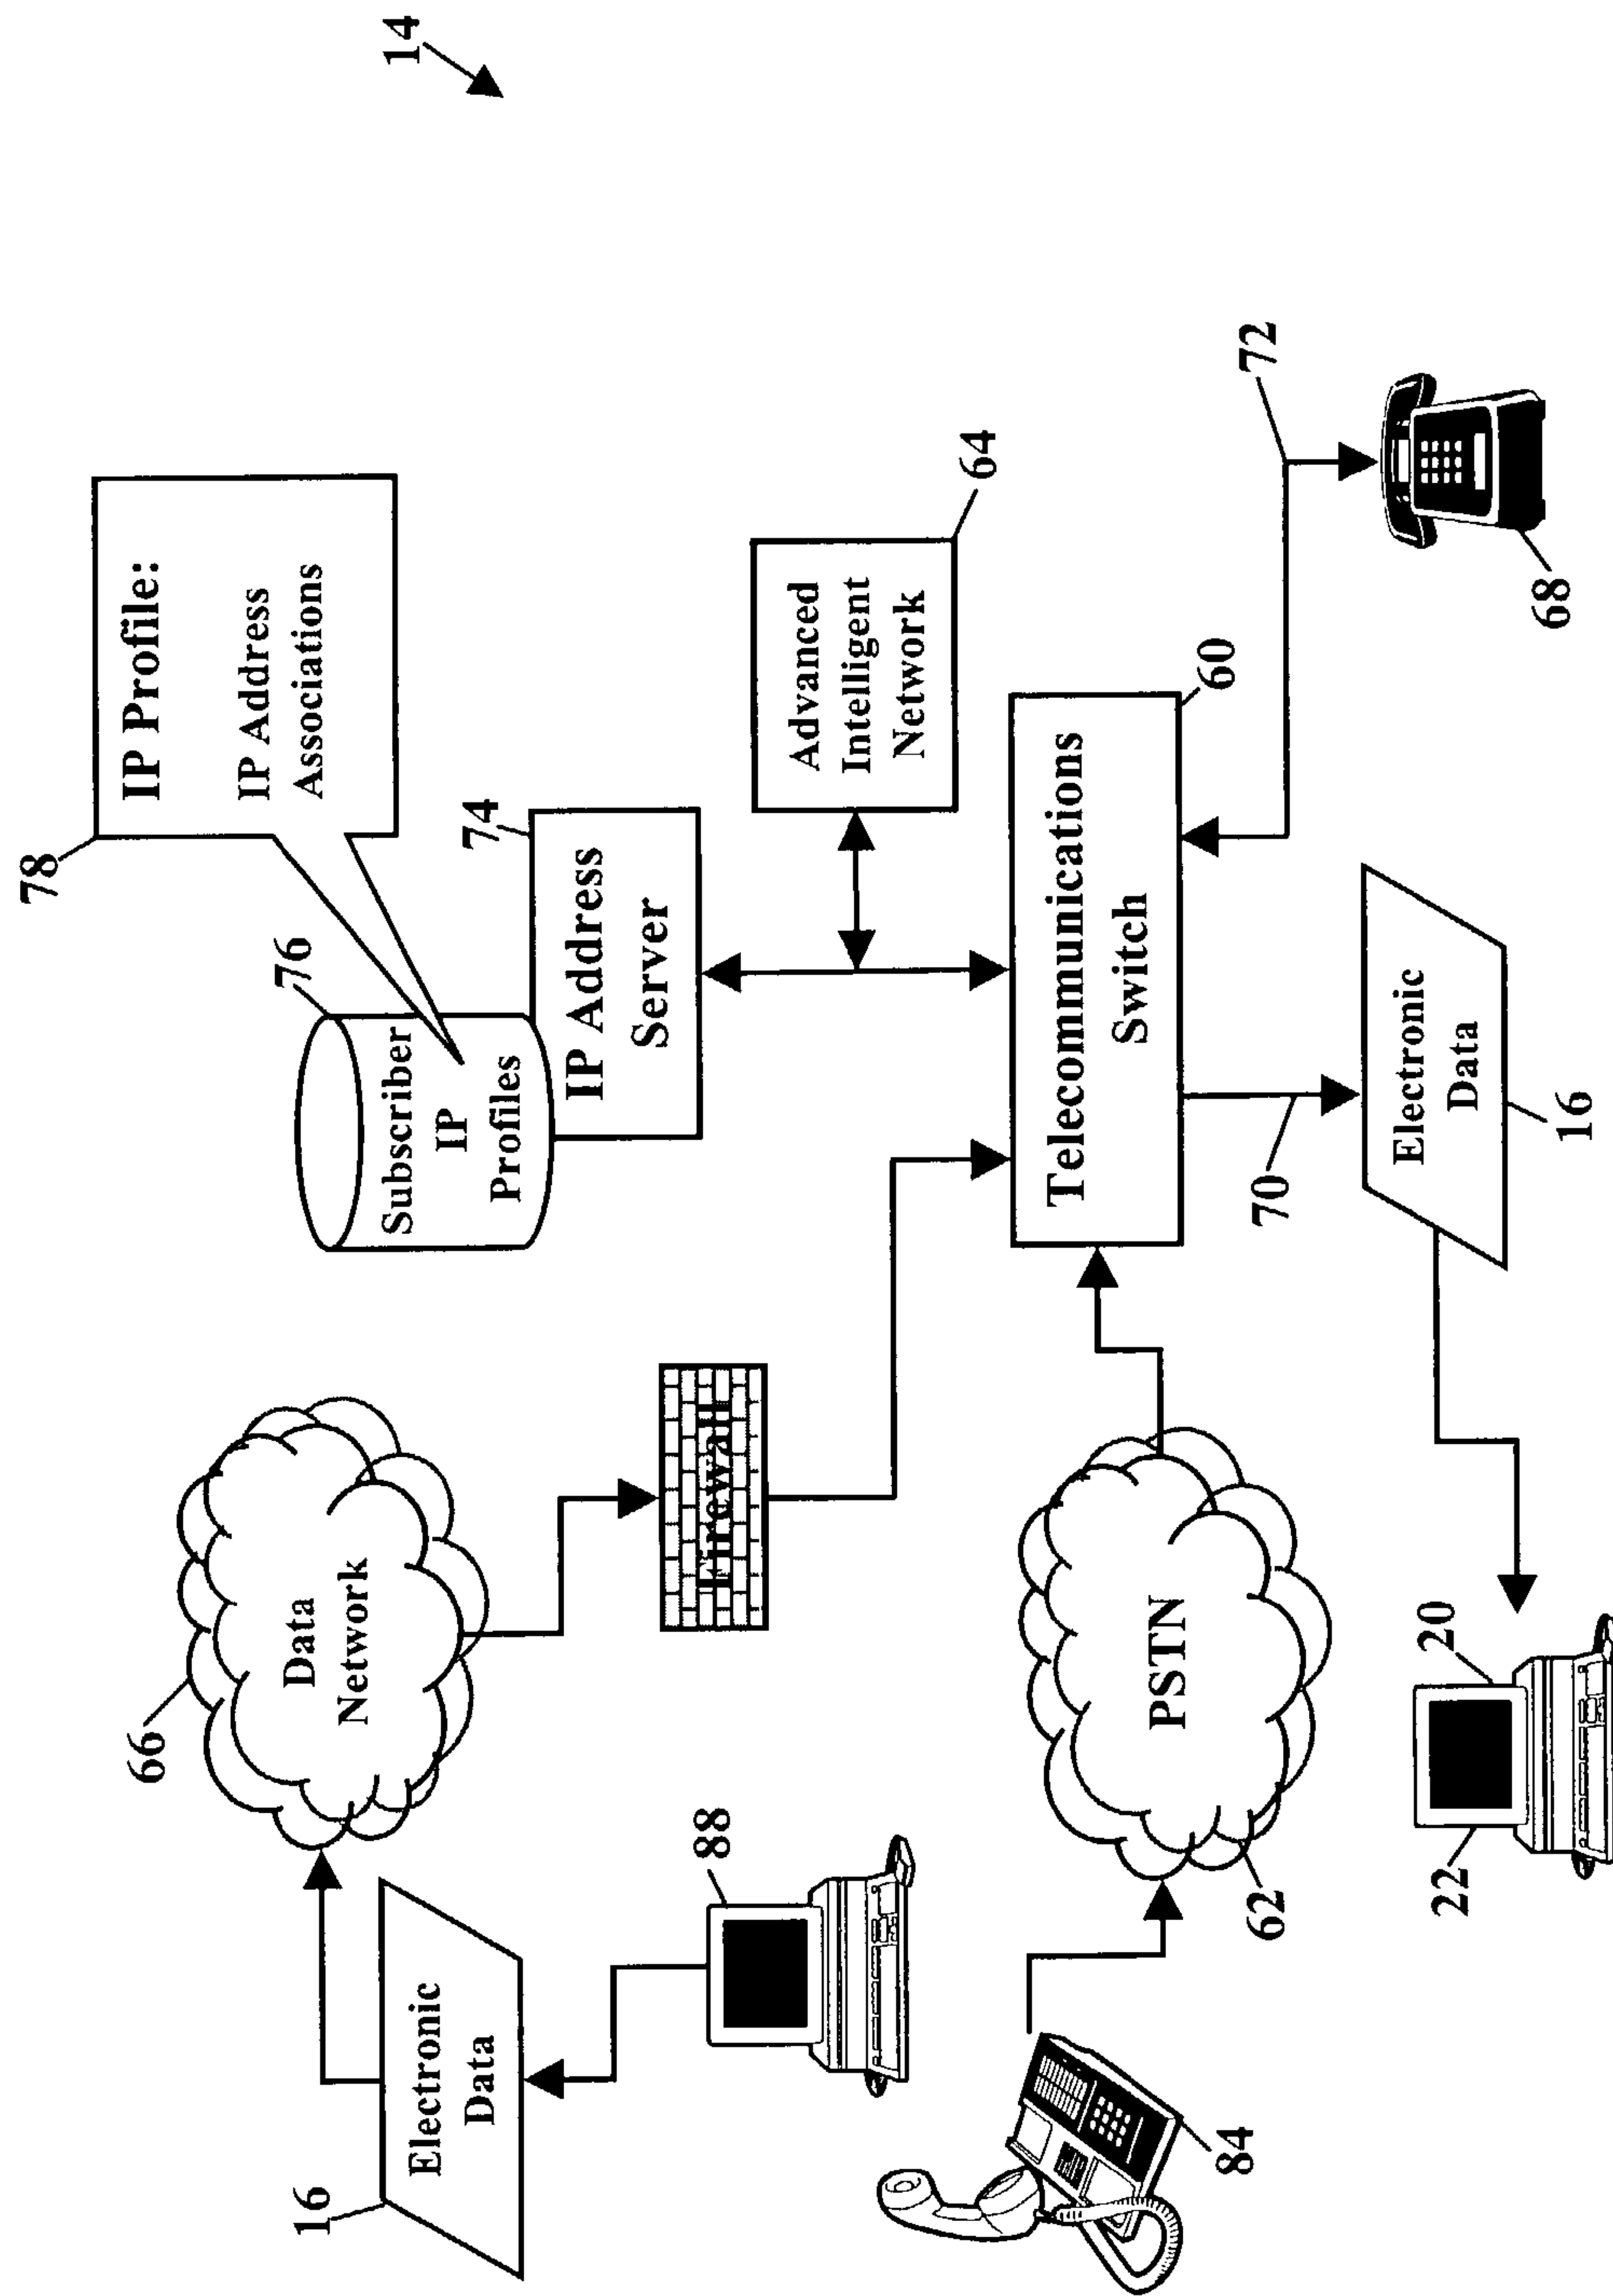 14
78
IP Profile:
IP Address
Associations
76
Subscriber
IP
Profiles
74
IP Address
Server
66
Data
Network
16
Electronic
Data
88
Firewall
Advanced
Intelligent
Network
64
Telecommunications
Switch
60
72
68
PSTN
62
84
70
Electronic
Data
16
22
20